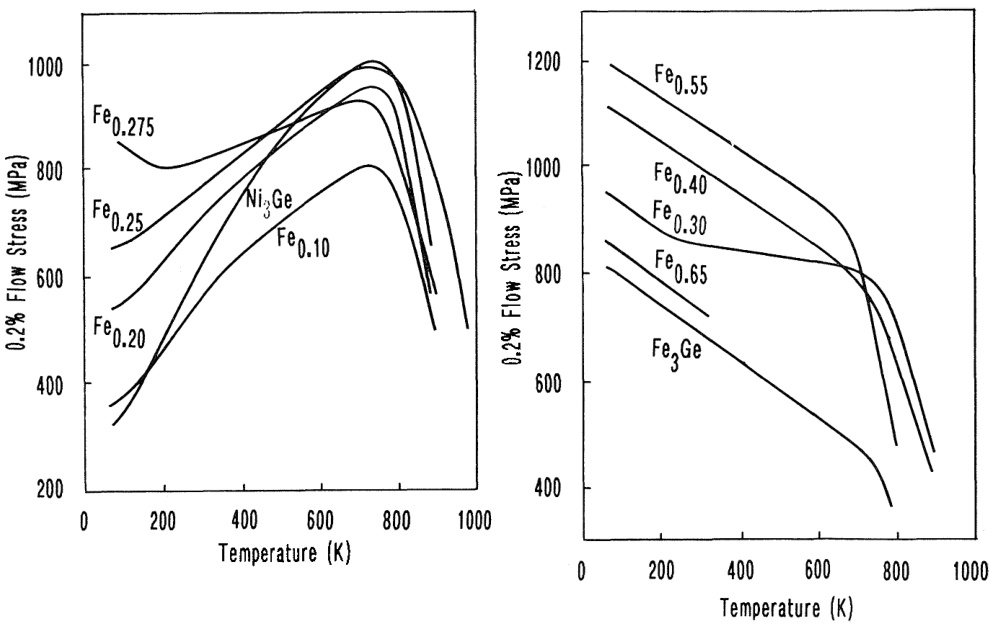 0.2% Flow Stress (MPa)
1000
800
600
400
200
Fe0.275
Fe0.25
Fe0.20
Ni3Ge
Fe0.10
0 200 400 600 800 1000
Temperature (K)
0.2% Flow Stress (MPa)
1200
1000
800
600
400
Fe0.55
Fe0.40
Fe0.30
Fe0.65
Fe3Ge
0 200 400 600 800 1000
Temperature (K)